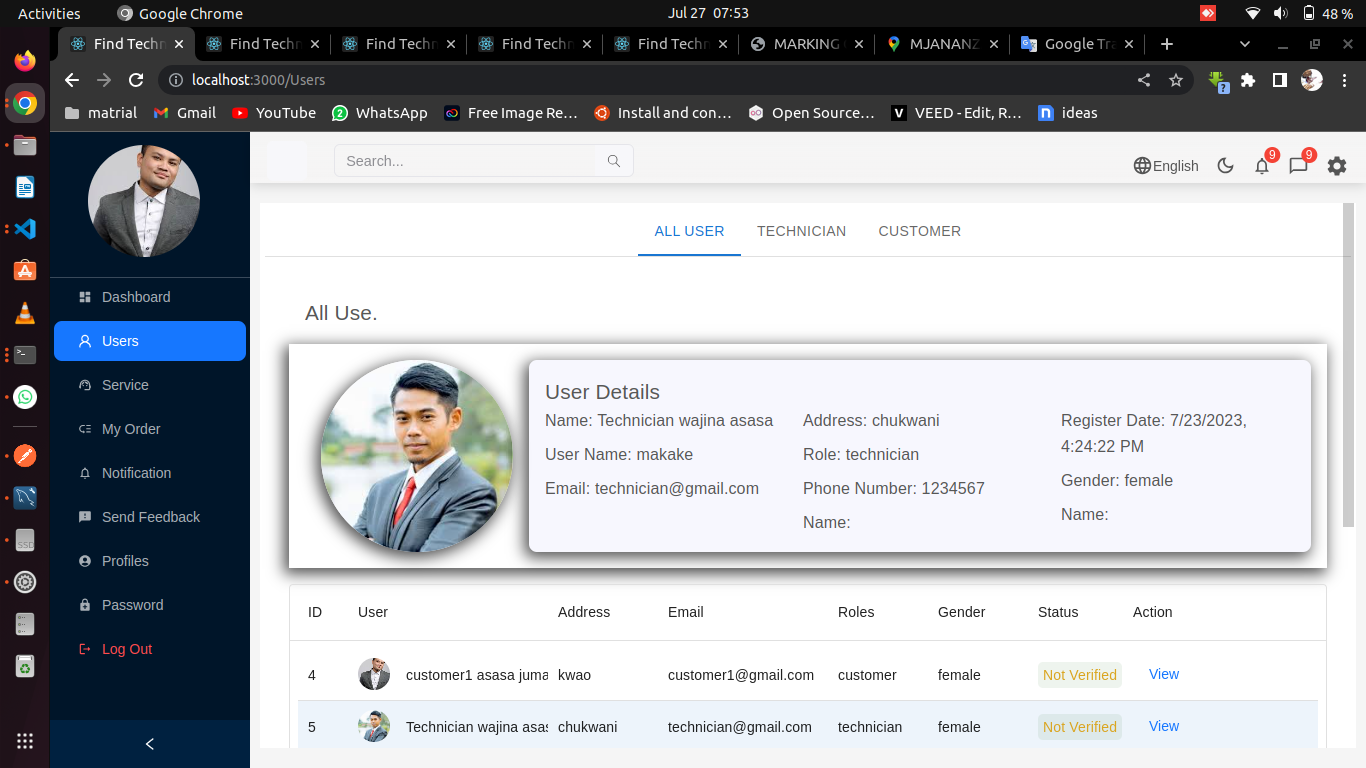 Activities Google Chrome Jul 27 07:53 48 %
Find Techn Find Techn Find Techn Find Techn Find Techn MARKING MJANANZ Google Tra
localhost:3000/Users
matrial Gmail YouTube WhatsApp Free Image Re... Install and con... Open Source... VEED - Edit, R... ideas
Search...
English 9 9
Dashboard
Users
Service
My Order
Notification
Send Feedback
Profiles
Password
Log Out
ALL USER TECHNICIAN CUSTOMER
All Use.
User Details
Name: Technician wajina asasa
User Name: makake
Email: technician@gmail.com
Address: chukwani
Role: technician
Phone Number: 1234567
Name:
Register Date: 7/23/2023,
4:24:22 PM
Gender: female
Name:
ID User Address Email Roles Gender Status Action
4 customer1 asasa juma kwao customer1@gmail.com customer female Not Verified View
5 Technician wajina asas chukwani technician@gmail.com technician female Not Verified View